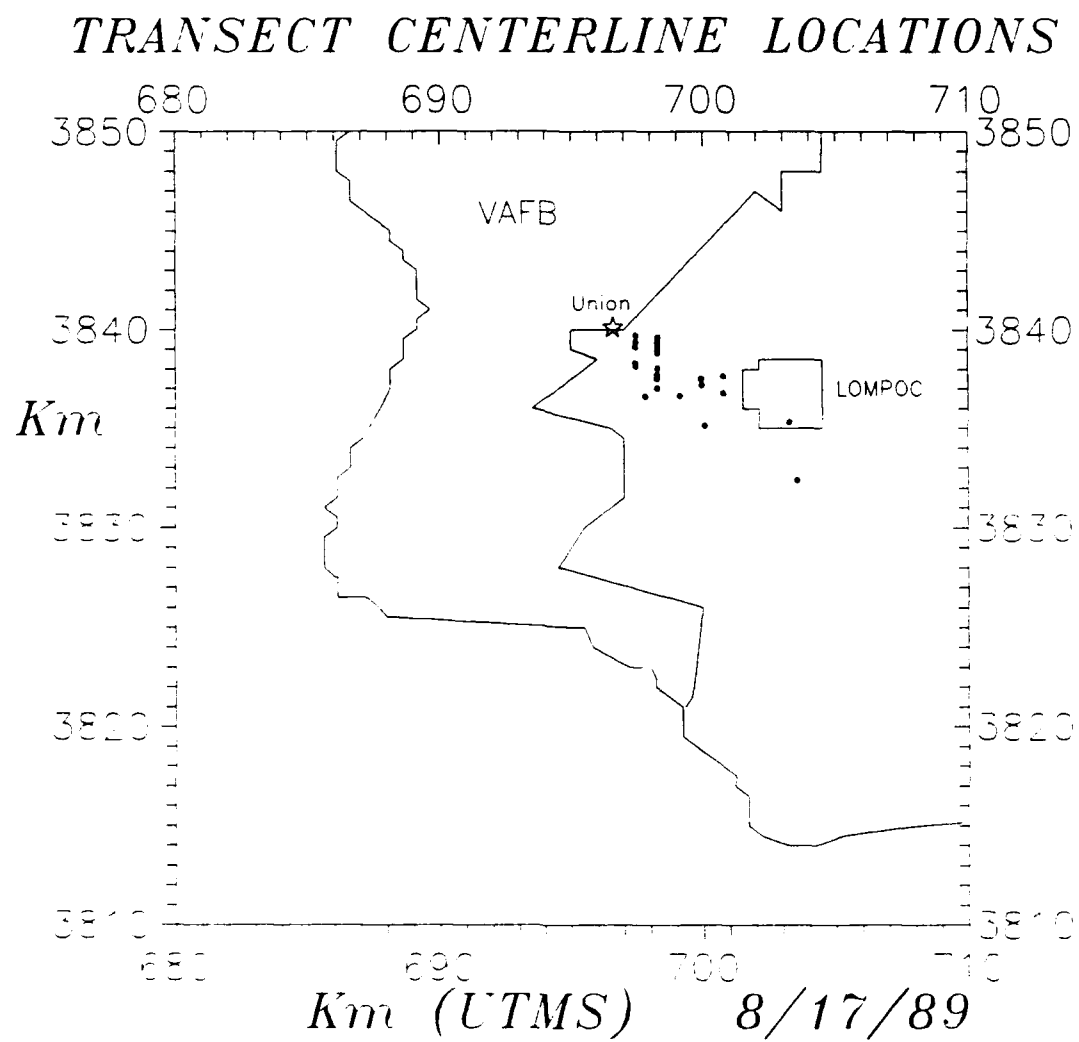 TRANSECT CENTERLINE LOCATIONS
680 690 700 710
3850 3850
VAFB
Union
3840 3840
LOMPOC
Km
3830 3830
3820 3820
3810 3810
680 690 700 710
Km (UTMS) 8/17/89